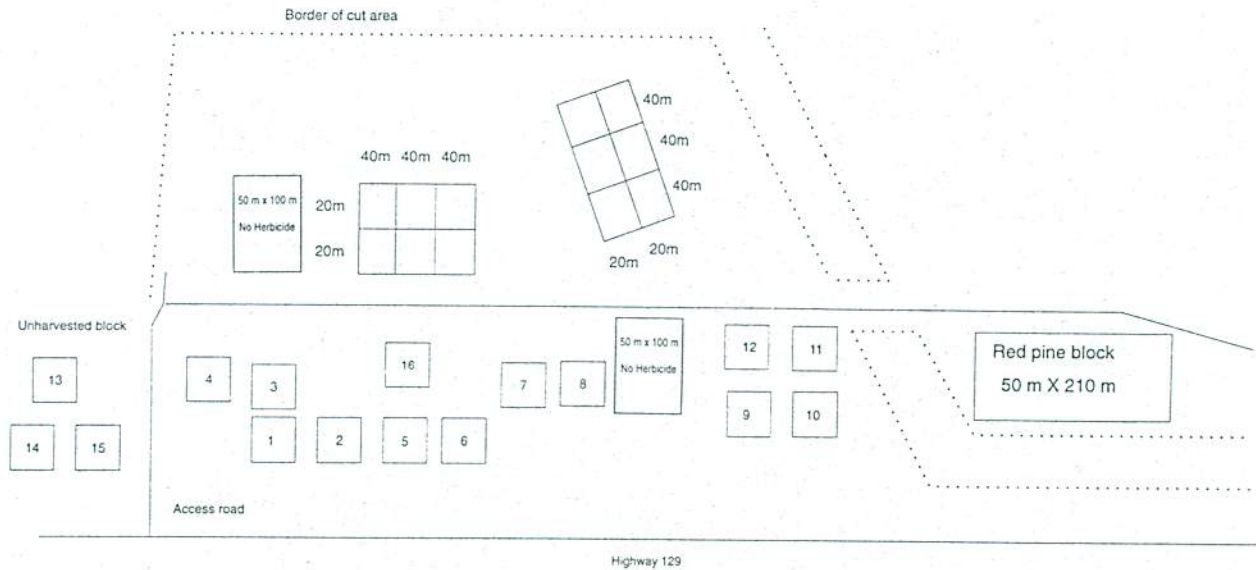 Border of cut area
40m
40m
40m
40m 40m 40m
50 m x 100 m
No Herbicide
20m
20m
20m
20m
Unharvested block
13
14
15
4
3
16
7
8
50 m x 100 m
No Herbicide
12
11
Red pine block
50 m X 210 m
1
2
5
6
9
10
Access road
Highway 129